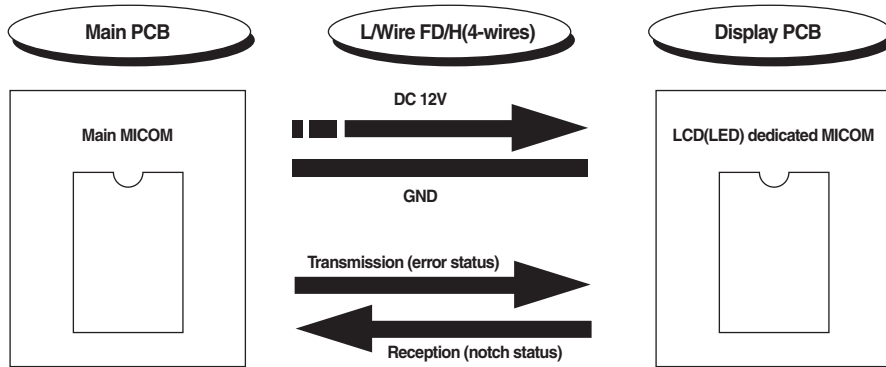 Main PCB
L/Wire FD/H(4-wires)
Display PCB
Main MICOM
DC 12V
GND
LCD(LED) dedicated MICOM
Transmission (error status)
Reception (notch status)